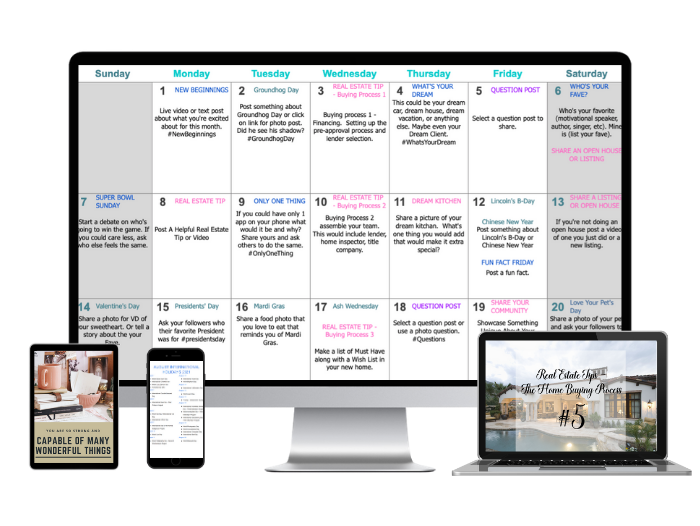 Sunday Monday Tuesday Wednesday Thursday Friday Saturday
1 NEW BEGINNINGS
Live video or text post
about what you're excited
about for this month.
#NewBeginnings
2 Groundhog Day
Post something about
Groundhog Day or click
on link for photo post.
Did he see his shadow?
#GroundhogDay
3 REAL ESTATE TIP
- Buying Process 1
Buying process 1 -
Financing. Setting up the
pre-approval process and
lender selection.
4 WHAT'S YOUR
DREAM
This could be your dream
car, dream house, dream
vacation, or anything
else. Maybe even your
Dream Client.
#WhatsYourDream
5 QUESTION POST
Select a question post to
share.
6 WHO'S YOUR
FAVE?
Who's your favorite
(motivational speaker,
author, singer, etc). Mine
is (list your fave).
SHARE AN OPEN HOUSE
OR LISTING
7 SUPER BOWL
SUNDAY
Start a debate on who's
going to win the game. If
you could care less, ask
who else feels the same.
8 REAL ESTATE TIP
Post A Helpful Real Estate
Tip or Video
9 ONLY ONE THING
If you could have only 1
app on your phone what
would it be and why?
Share yours and ask
others to do the same.
#OnlyOneThing
10 REAL ESTATE TIP
- Buying Process 2
Buying Process 2
assemble your team.
This would include lender,
home inspector, title
company.
11 DREAM KITCHEN
Share a picture of your
dream kitchan. What's
one thing you would add
that would make it extra
special?
12 Lincoln's B-Day
Chinese New Year
Post something about
Lincoln's B-Day or
Chinese New Year
FUN FACT FRIDAY
Post a fun fact.
13 SHARE A LISTING
OR OPEN HOUSE
If you're not doing an
open house post a video
of one you just did or a
new listing.
14 Valentine's Day
Share a photo for VD of
your sweetheart. Or tell a
story about the your
Fave.
15 Presidents' Day
Ask your followers who
their favorite President
was for #presidentsday
16 Mardi Gras
Share a food photo that
you love to eat that
reminds you of Mardi
Gras.
17 Ash Wednesday
REAL ESTATE TIP -
Buying Process 3
Make a list of Must Have
along with a Wish List in
your new home.
18 QUESTION POST
Select a question post or
use a photo question.
#Questions
19 SHARE YOUR
COMMUNITY
Showcase Something
Unique About Your
20 Love Your Pet's
Day
Share a photo of your pet
and ask your followers to
YOU ARE SO STRONG AND
CAPABLE OF MANY
WONDERFUL THINGS
Real Estate Tips
The Home Buying Process
#5